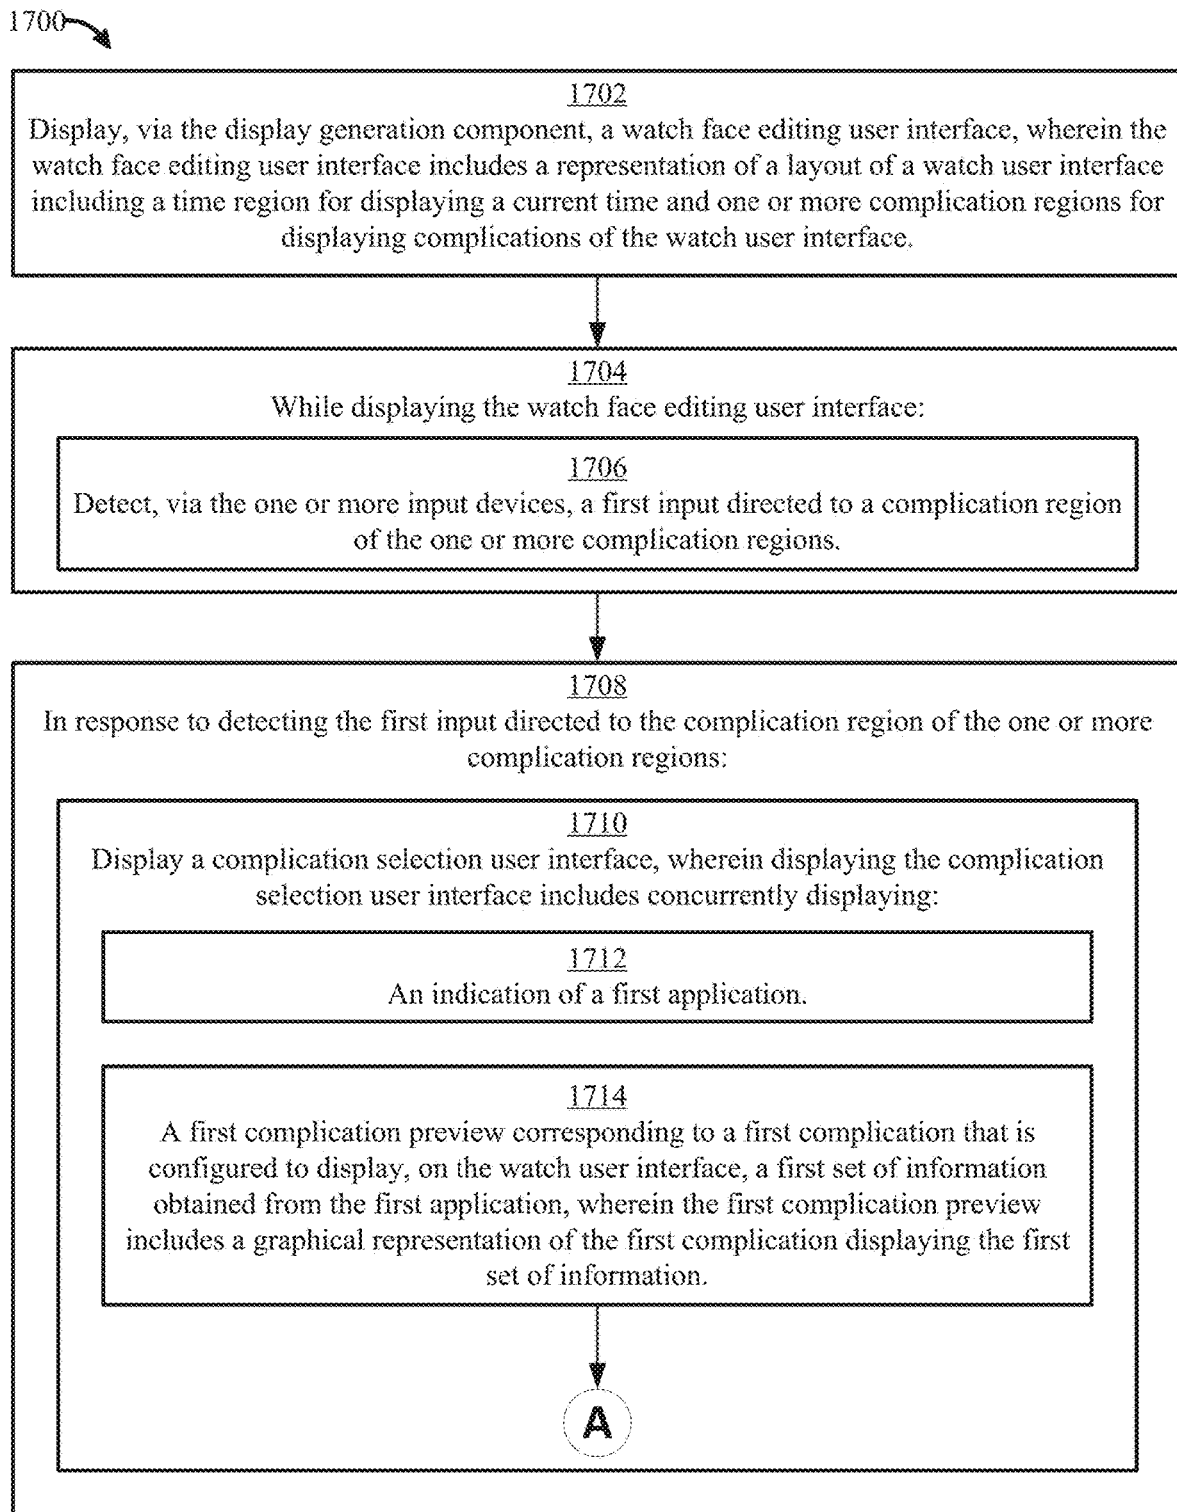 1700
1702
Display, via the display generation component, a watch face editing user interface, wherein the
watch face editing user interface includes a representation of a layout of a watch user interface
including a time region for displaying a current time and one or more complication regions for
displaying complications of the watch user interface.
1704
While displaying the watch face editing user interface:
1706
Detect, via the one or more input devices, a first input directed to a complication region
of the one or more complication regions.
1708
In response to detecting the first input directed to the complication region of the one or more
complication regions:
1710
Display a complication selection user interface, wherein displaying the complication
selection user interface includes concurrently displaying:
1712
An indication of a first application.
1714
A first complication preview corresponding to a first complication that is
configured to display, on the watch user interface, a first set of information
obtained from the first application, wherein the first complication preview
includes a graphical representation of the first complication displaying the first
set of information.
A